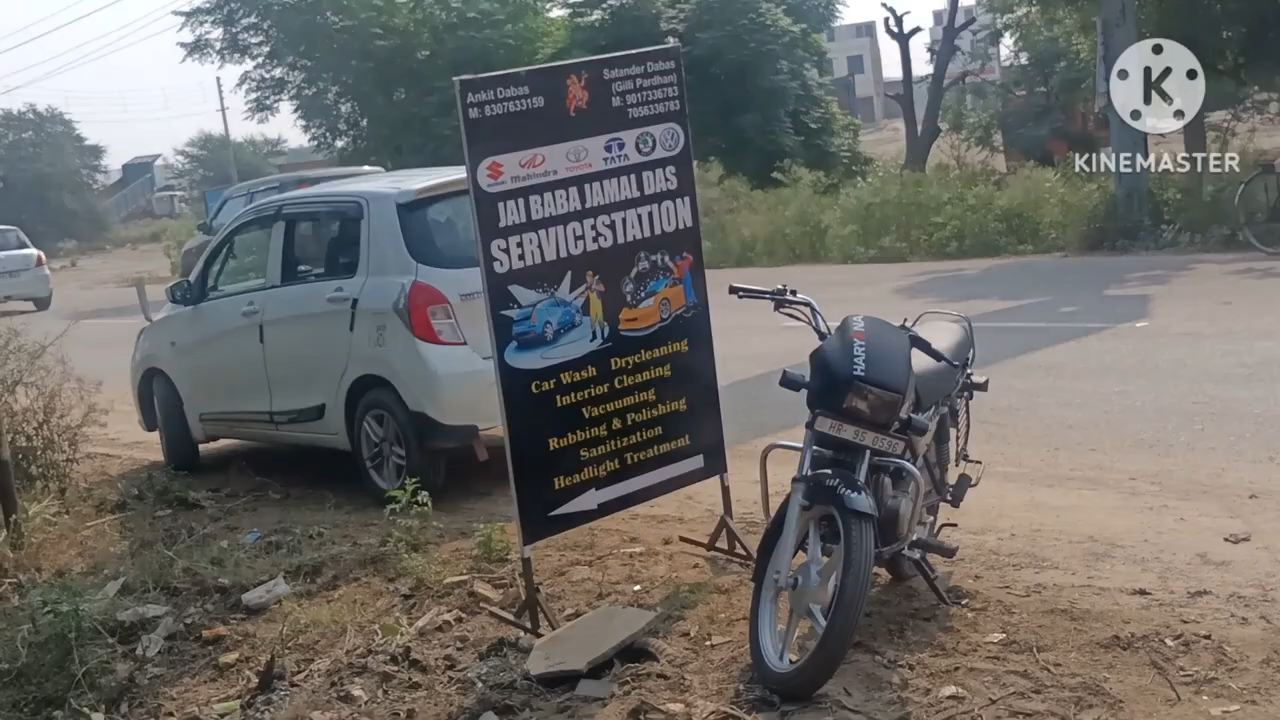 Ankit Dabas
M: 8307633159
Satander Dabas
(Gilli Pardhan)
M: 9017336783
7056336783
Mahindra
TOYOTA
TATA
JAI BABA JAMAL DAS
SERVICESTATION
Car Wash Drycleaning
Interior Cleaning
Vacuuming
Rubbing & Polishing
Sanitization
Headlight Treatment
HARYANA
HR- 95 0596
K
KINEMASTER